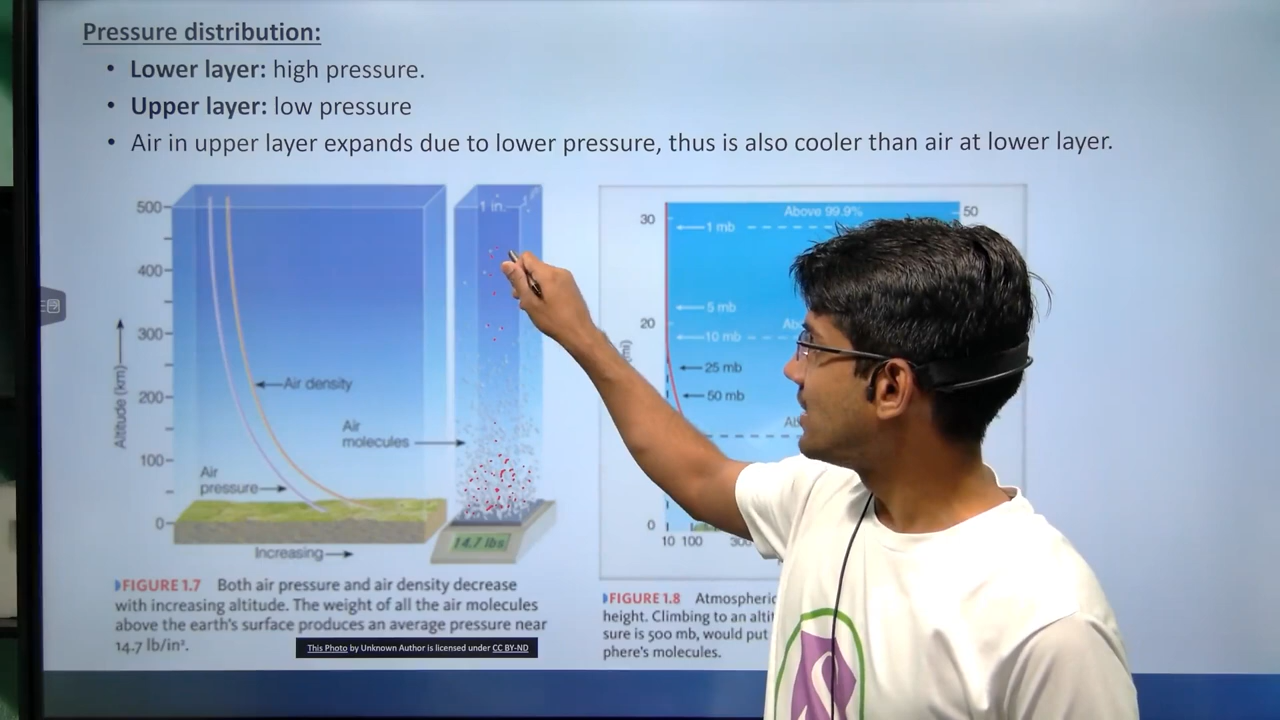 Pressure distribution:
• Lower layer: high pressure.
• Upper layer: low pressure
• Air in upper layer expands due to lower pressure, thus is also cooler than air at lower layer.
500
400
300
200
100
0
Altitude (km)
1 in.
Air density
Air
molecules
Air
pressure
14.7 lbs
Increasing
FIGURE 1.7 Both air pressure and air density decrease
with increasing altitude. The weight of all the air molecules
above the earth's surface produces an average pressure near
14.7 lb/in².
This Photo by Unknown Author is licensed under CC BY-ND
30
20
0
Above 99.9%
50
1 mb
5 mb
10 mb
25 mb
50 mb
10 100
FIGURE 1.8 Atmospheric
height. Climbing to an
sure is 500 mb, would put
phere's molecules.